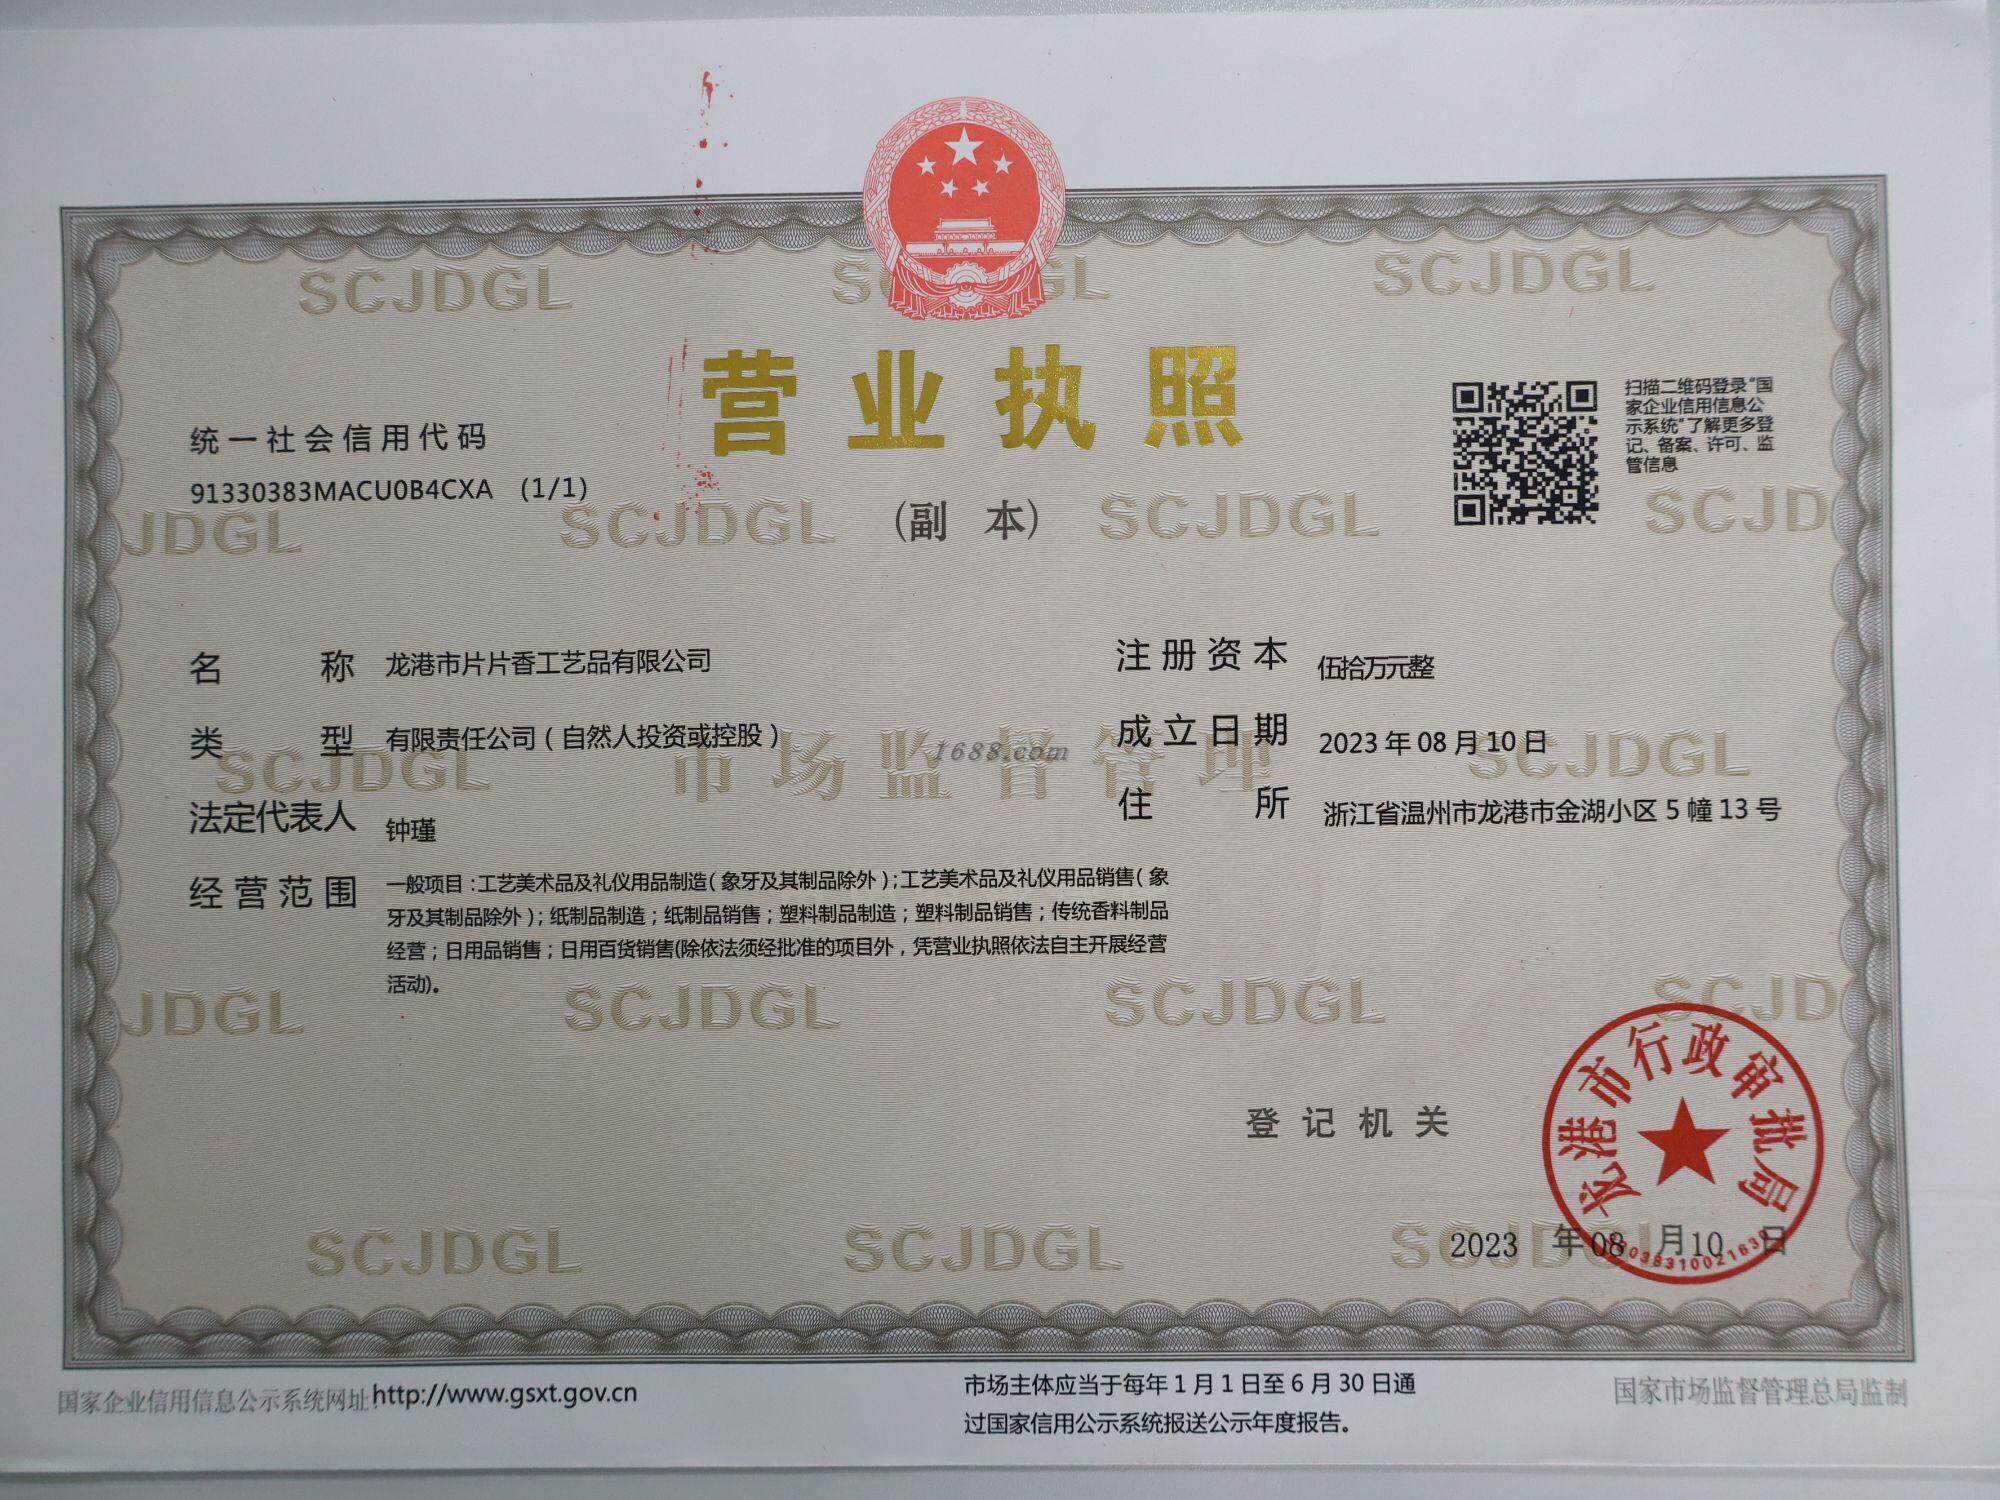 SCJDGL
SCJDGL
营业执照
(副 本)
统一社会信用代码
91330383MACU0B4CXA (1/1)
扫描二维码登录“国
家企业信用信息公
示系统”了解更多登
记、备案、许可、监
管信息
JDGL
SCJDGL
SCJDGL
SCJD
名 称 龙港市片片香工艺品有限公司
类 型 有限责任公司(自然人投资或控股)
法定代表人 钟瑾
经营范围 一般项目:工艺美术品及礼仪用品制造(象牙及其制品除外);工艺美术品及礼仪用品销售(象
牙及其制品除外);纸制品制造;纸制品销售;塑料制品制造;塑料制品销售;传统香料制品
经营;日用品销售;日用百货销售(除依法须经批准的项目外,凭营业执照依法自主开展经营
活动)。
注册资本 伍拾万元整
成立日期 2023年08月10日
住 所 浙江省温州市龙港市金湖小区5幢13号
SCJDGL
市场监督管理
1688.com
SCJDGL
JDGL
SCJDGL
SCJDGL
SCJD
登记机关
龙港市行政审批局
2023 年08 月10 日
SCJDGL
SCJDGL
国家企业信用信息公示系统网址:http://www.gsxt.gov.cn
市场主体应当于每年1月1日至6月30日通
过国家信用公示系统报送公示年度报告。
国家市场监督管理总局监制